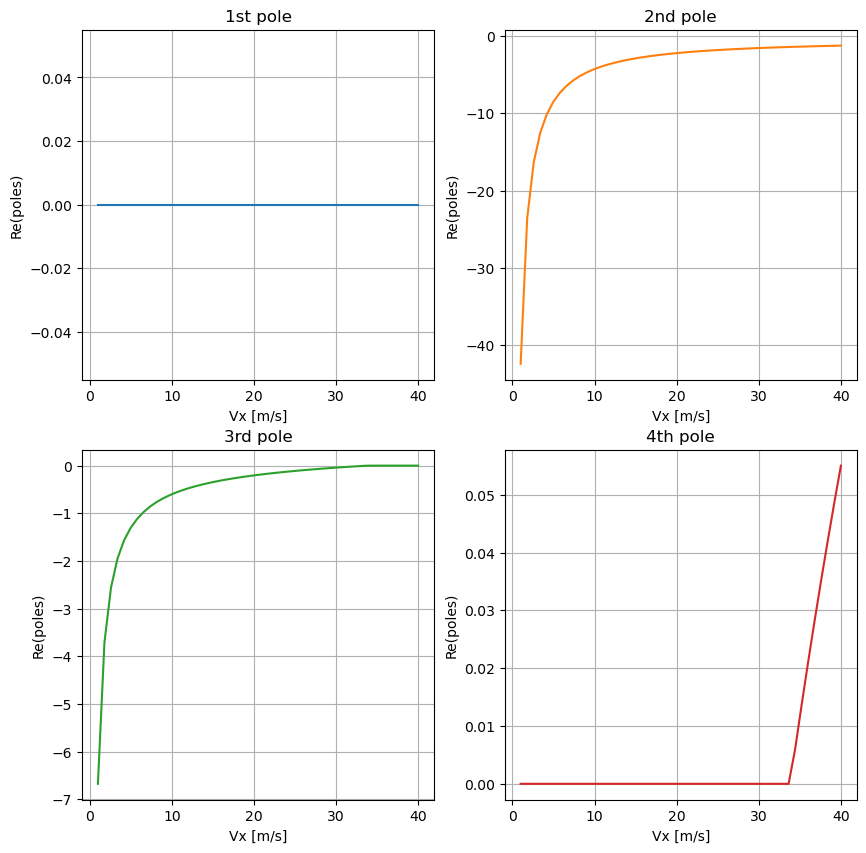 1st pole
Re(poles)
0.04
0.02
0.00
−0.02
−0.04
0 10 20 30 40
Vx [m/s]
2nd pole
Re(poles)
0
−10
−20
−30
−40
0 10 20 30 40
Vx [m/s]
3rd pole
Re(poles)
0
−1
−2
−3
−4
−5
−6
−7
0 10 20 30 40
Vx [m/s]
4th pole
Re(poles)
0.05
0.04
0.03
0.02
0.01
0.00
0 10 20 30 40
Vx [m/s]